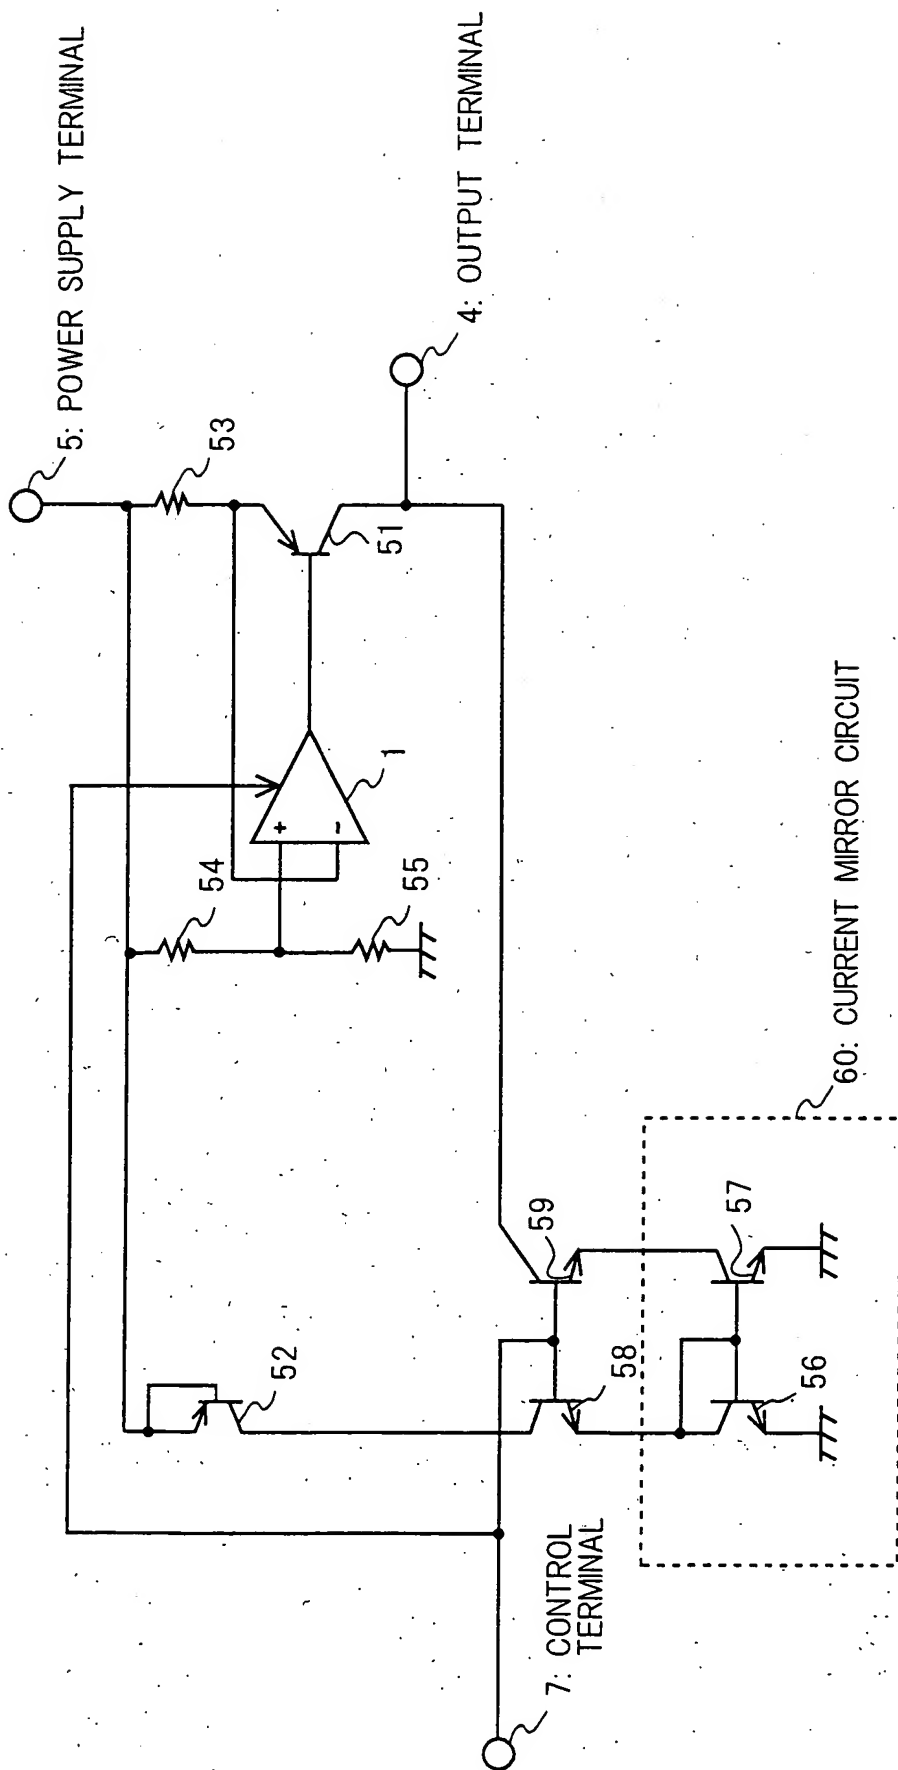 5: POWER SUPPLY TERMINAL
53
4: OUTPUT TERMINAL
51
1
+
-
54
55
60: CURRENT MIRROR CIRCUIT
59
57
52
58
56
7: CONTROL
TERMINAL